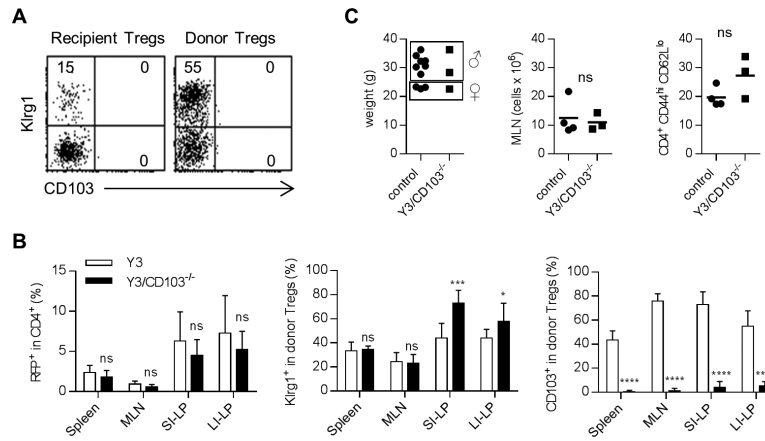 A
Recipient Tregs Donor Tregs
15 0 55 0
0 0
Klrg1
CD103
C
weight (g)
40
30
20
10
0
♂
♀
control
Y3/CD103-/-
MLN (cells x 10⁶)
40
30
20
10
0
ns
control
Y3/CD103-/-
CD4⁺ CD44ʰⁱ CD62Lˡᵒ
40
30
20
10
0
ns
control
Y3/CD103-/-
B
Y3
Y3/CD103-/-
RFP⁺ in CD4⁺ (%)
15
10
5
0
ns ns ns ns
Spleen MLN SI-LP LI-LP
Klrg1⁺ in donor Tregs (%)
100
80
60
40
20
0
ns ns *** *
Spleen MLN SI-LP LI-LP
CD103⁺ in donor Tregs (%)
100
80
60
40
20
0
**** **** **** **
Spleen MLN SI-LP LI-LP